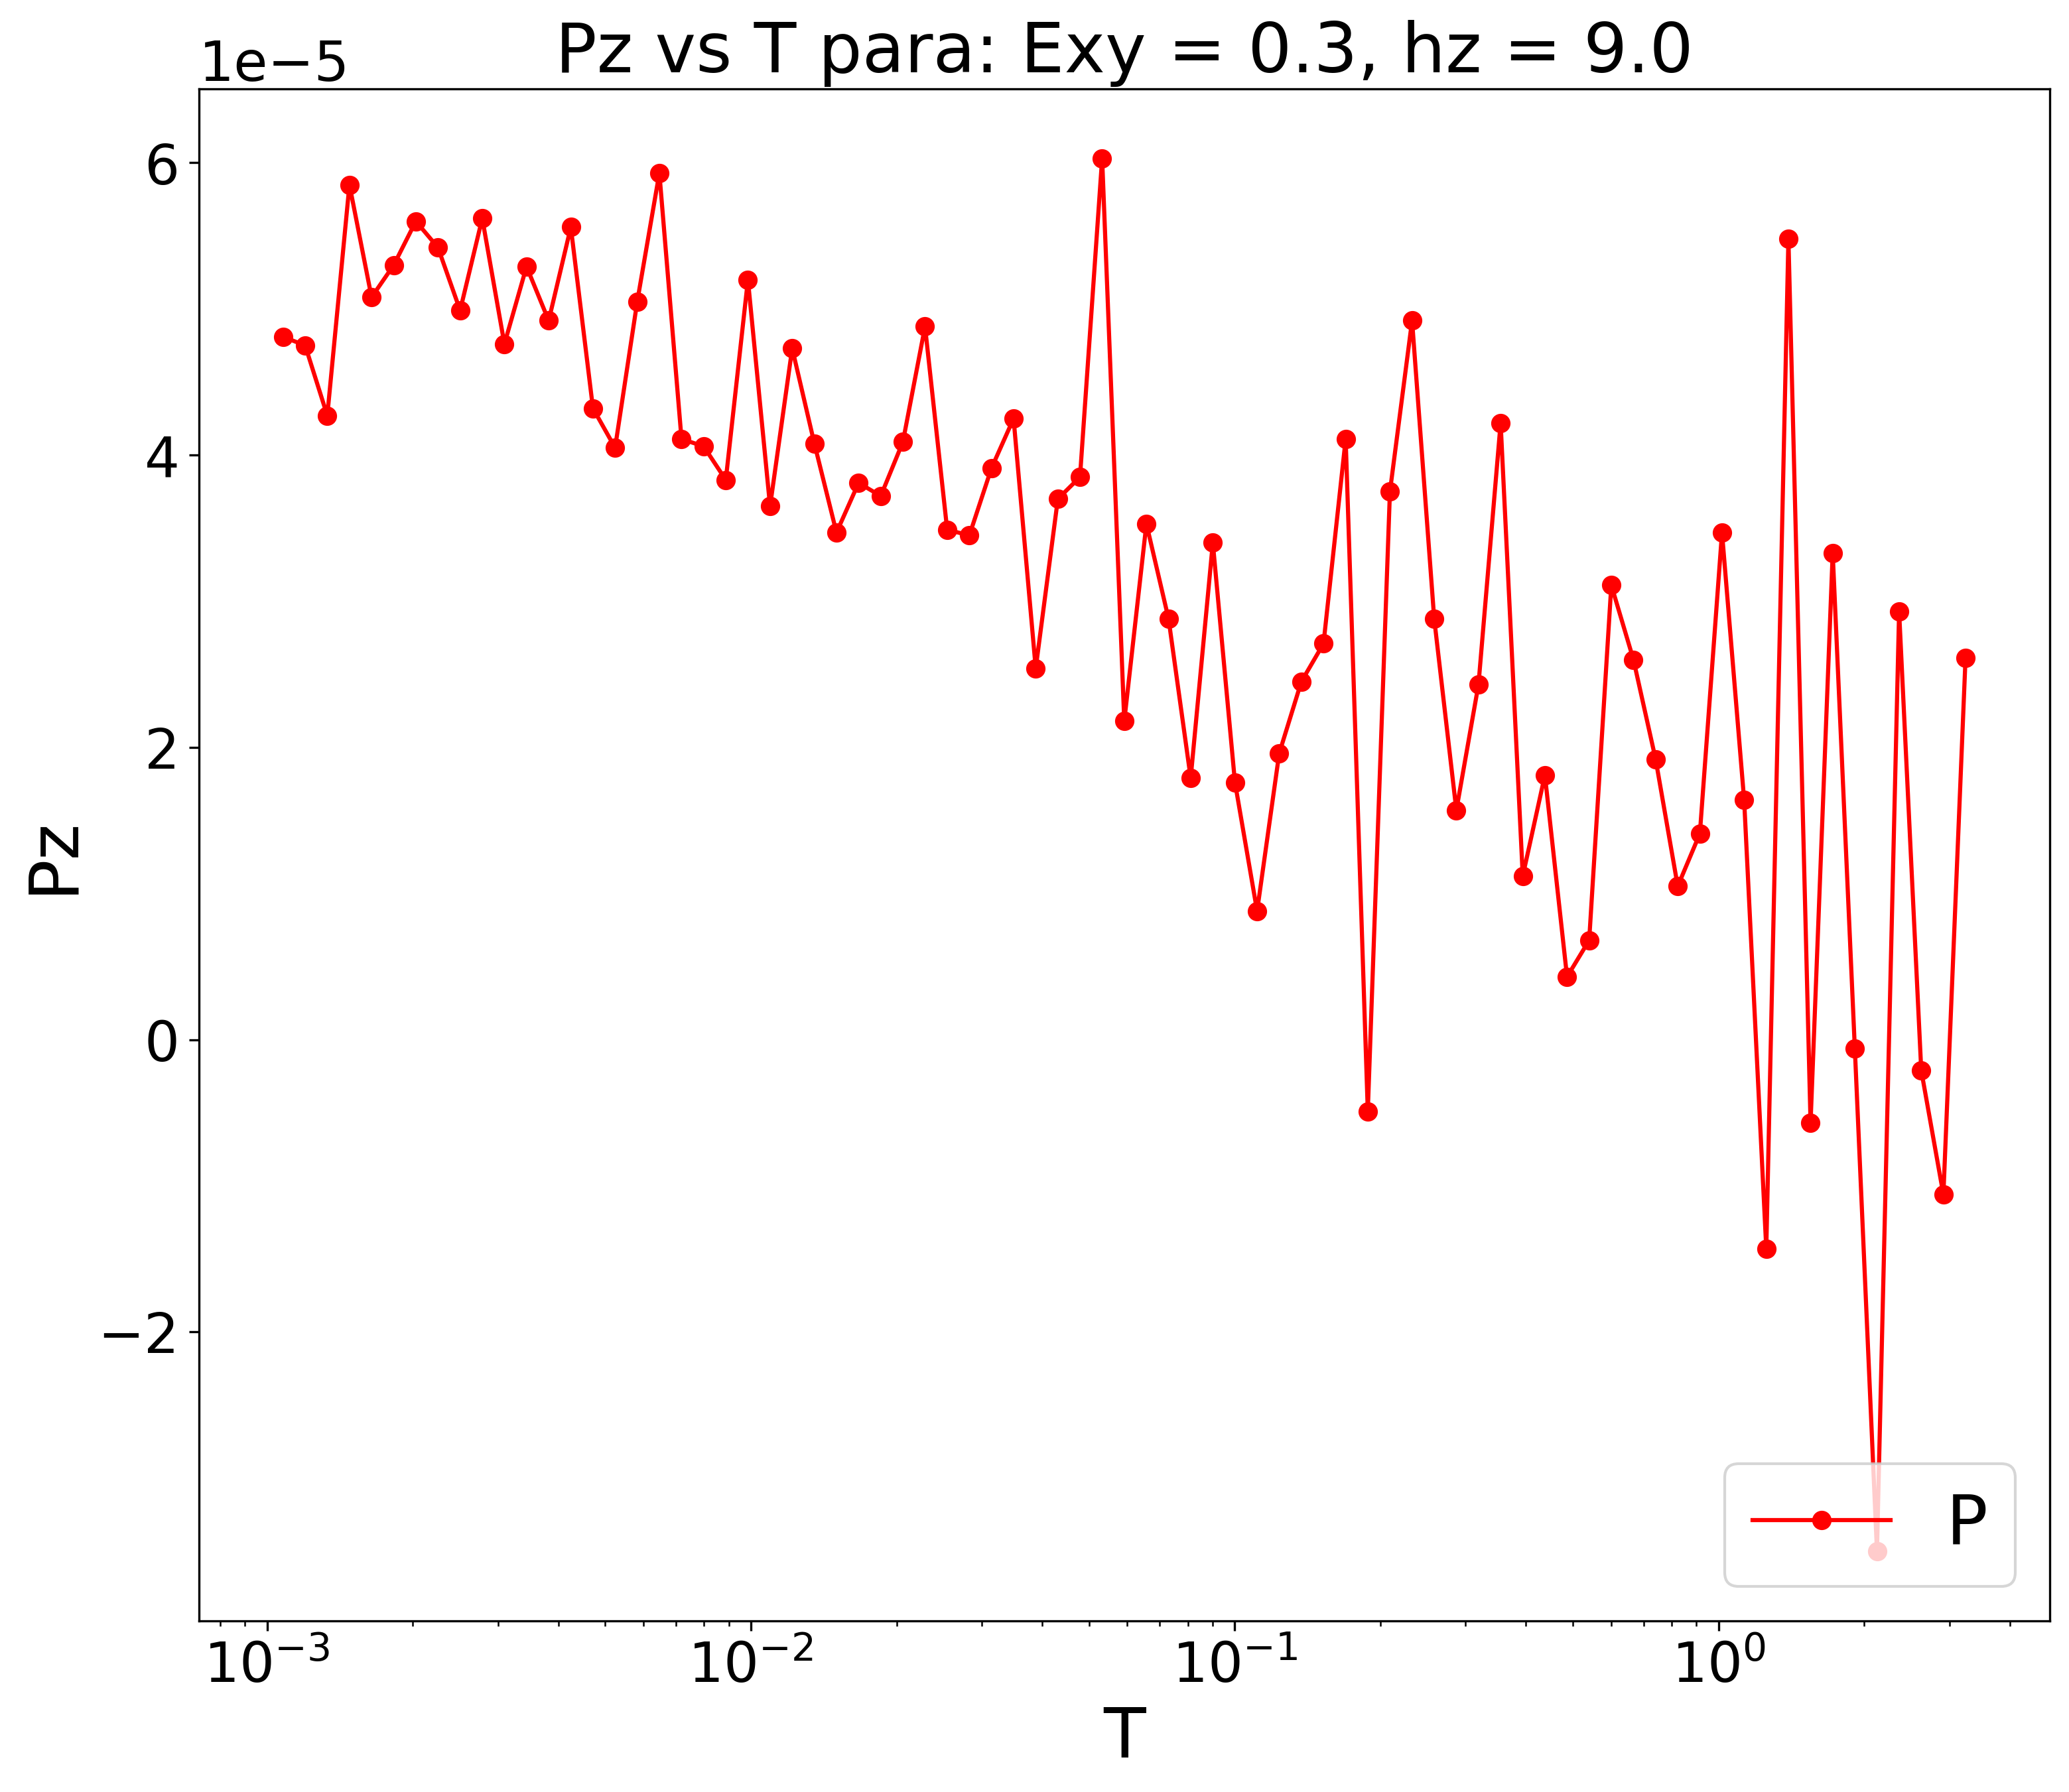 Pz vs T para: Exy = 0.3, hz = 9.0
1e−5
6
4
2
0
−2
Pz
P
10⁻³ 10⁻² 10⁻¹ 10⁰
T